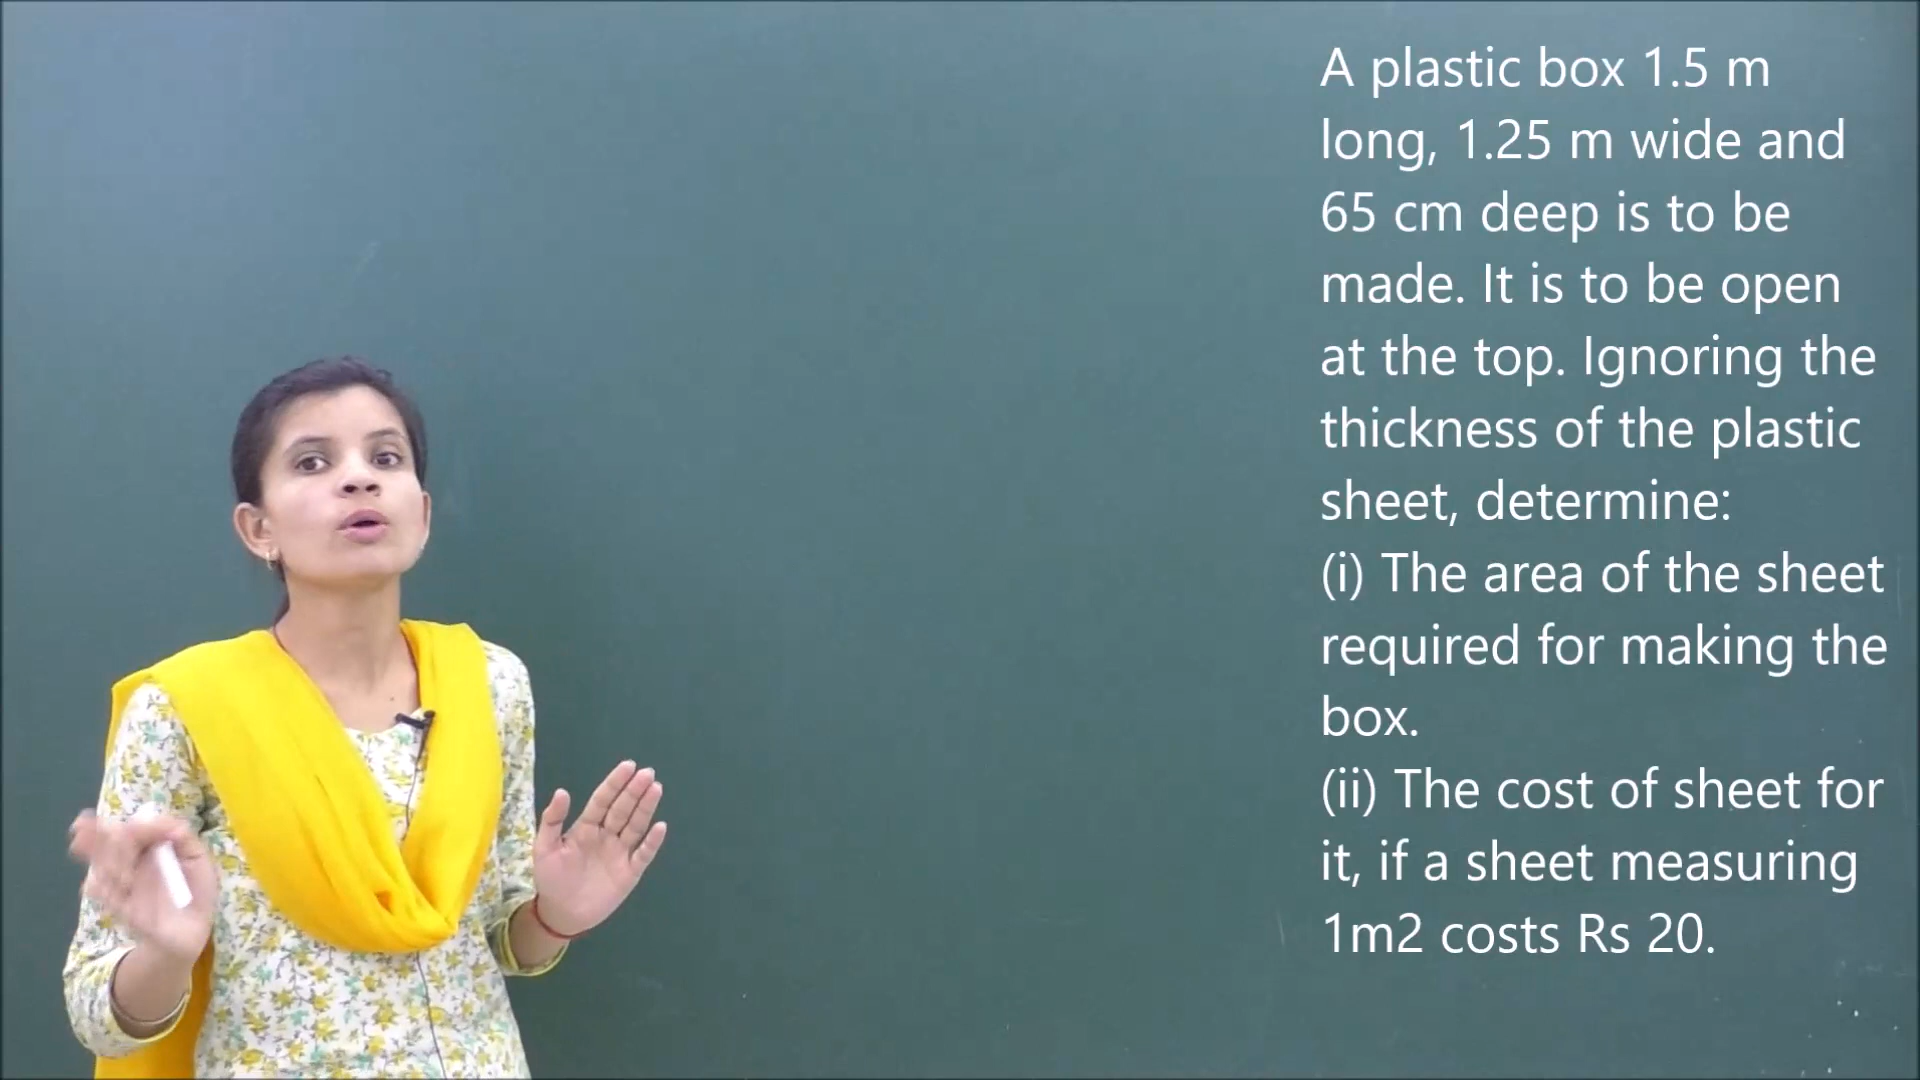 A plastic box 1.5 m
long, 1.25 m wide and
65 cm deep is to be
made. It is to be open
at the top. Ignoring the
thickness of the plastic
sheet, determine:
(i) The area of the sheet
required for making the
box.
(ii) The cost of sheet for
it, if a sheet measuring
1m2 costs Rs 20.